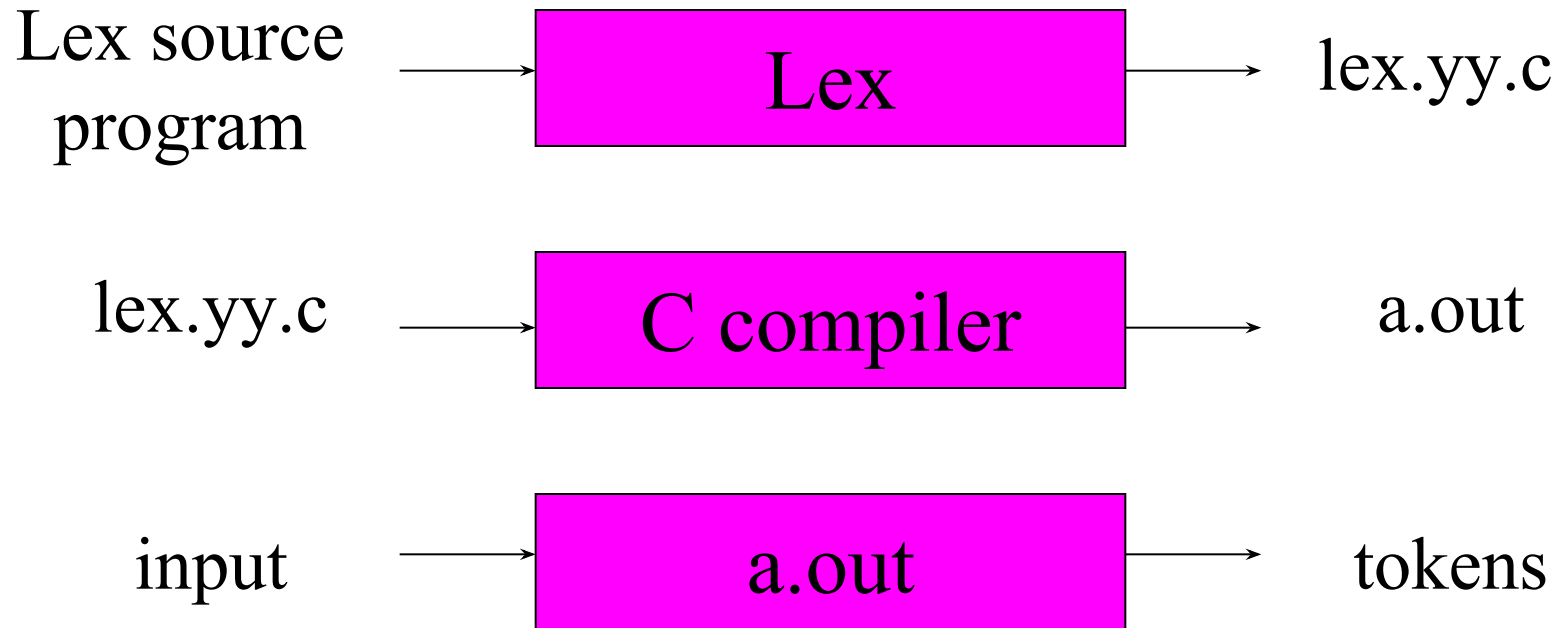 Lex source
program
Lex
lex.yy.c
lex.yy.c
C compiler
a.out
input
a.out
tokens